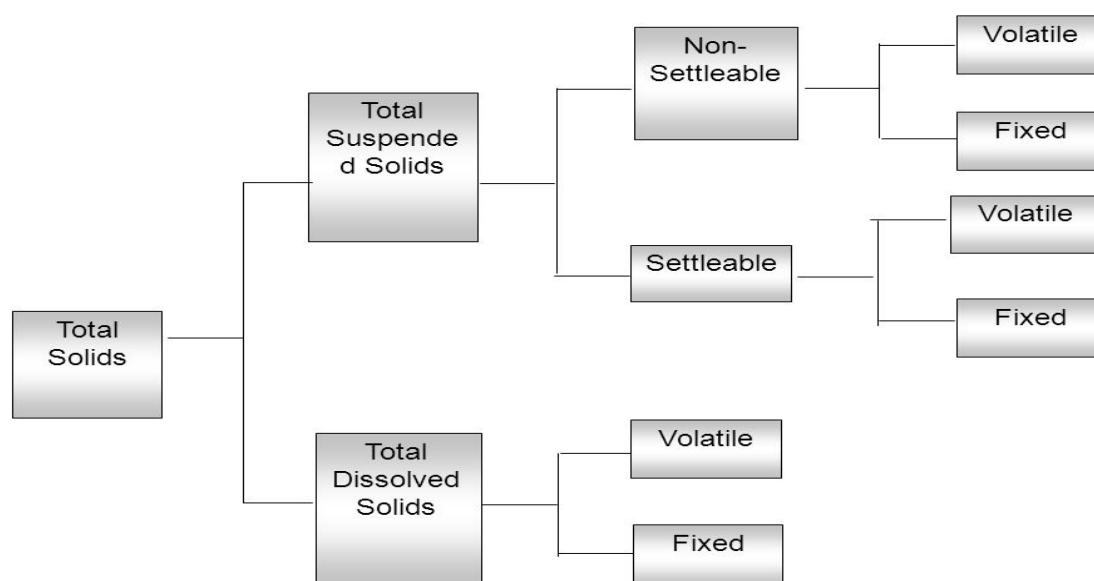 Total
Solids
Total
Suspende
d Solids
Non-
Settleable
Volatile
Fixed
Settleable
Volatile
Fixed
Total
Dissolved
Solids
Volatile
Fixed